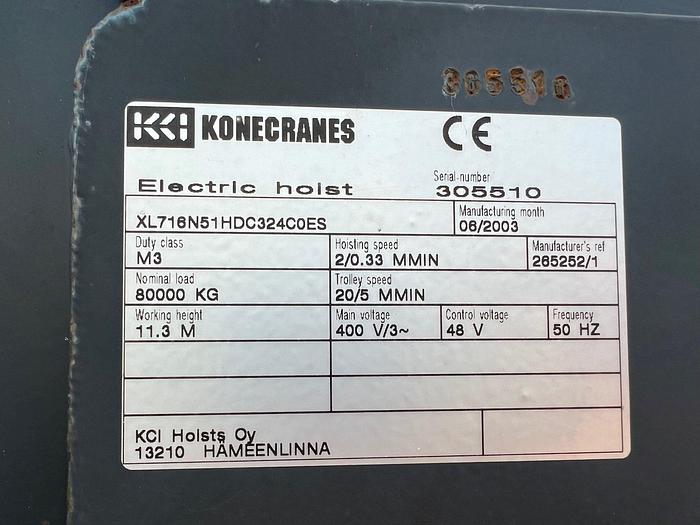 305510
KCI KONECRANES CE
Serial-number
Electric hoist 305510
Manufacturing month
XL716N51HDC324C0ES 06/2003
Duty class Hoisting speed Manufacturer's ref
M3 2/0.33 MMIN 265252/1
Nominal load Trolley speed
80000 KG 20/5 MMIN
Working height Main voltage Control voltage Frequency
11.3 M 400 V/3~ 48 V 50 HZ
KCI Hoists Oy
13210 HÄMEENLINNA